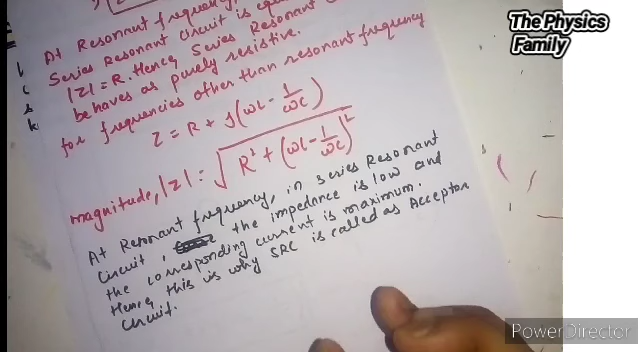 At Resonant frequency,
Series Resonant Circuit is
|Z| = R. Hence, Series Resonant
behaves as purely resistive.
for frequencies other than resonant frequency
Z = R + j(ωL - 1/ωC)
magnitude, |Z| = √R² + (ωL - 1/ωC)²
At Resonant frequency, in series Resonant
Circuit, the impedance is low and
the corresponding current is maximum.
Hence this is why SRC is called as Acceptor
Circuit.
The Physics
Family
PowerDirector